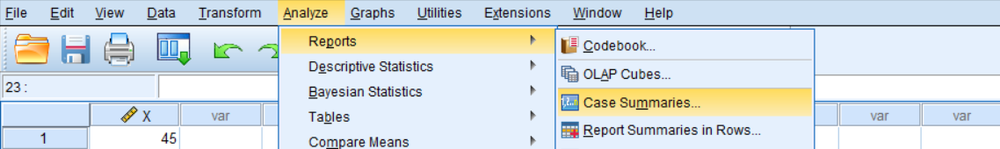 File Edit View Data Transform Analyze Graphs Utilities Extensions Window Help
Reports
Codebook...
Descriptive Statistics
OLAP Cubes...
23 :
Bayesian Statistics
Case Summaries...
X var Tables var var
1 45 Compare Means Report Summaries in Rows...